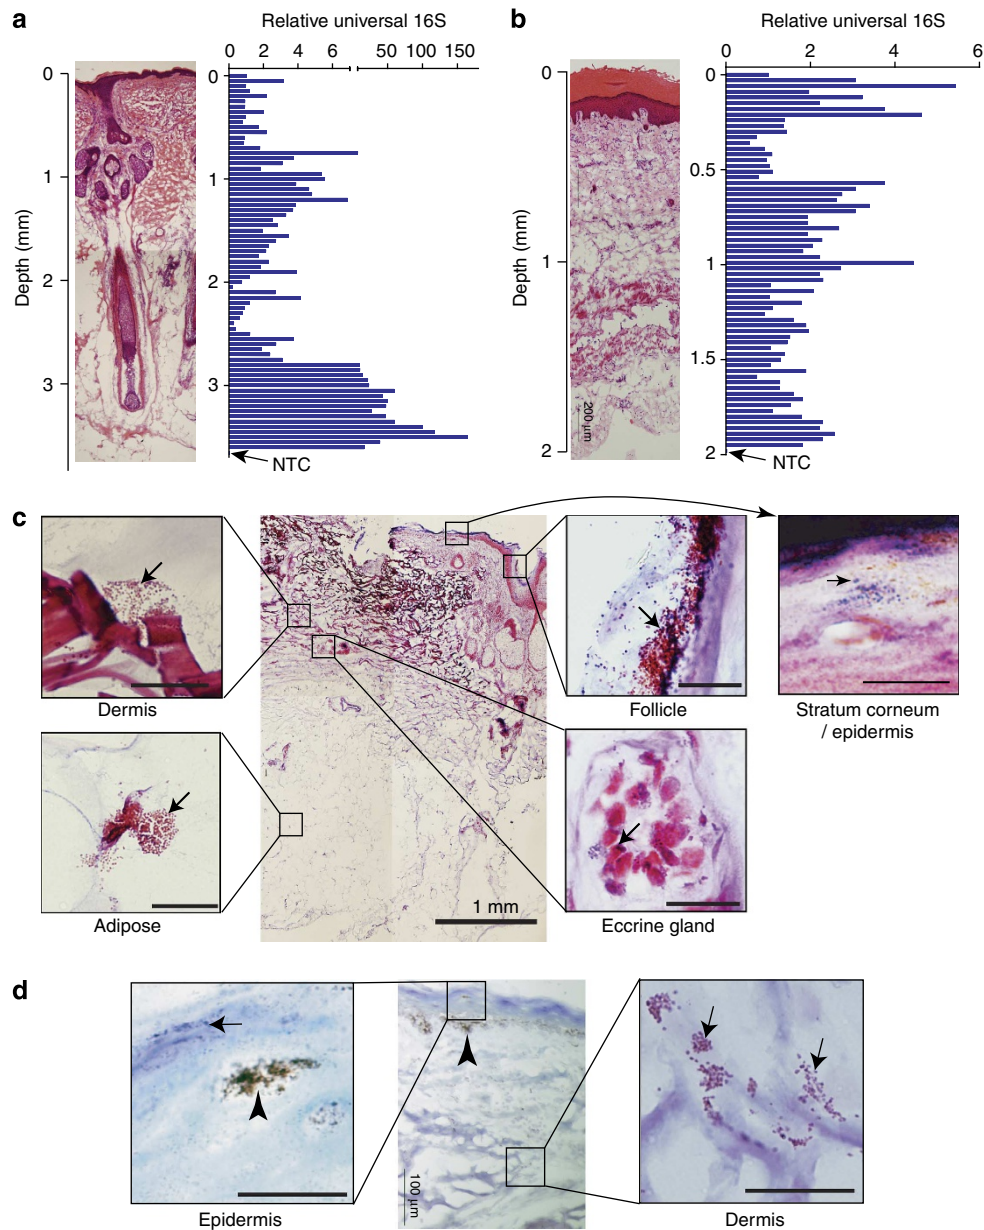 a
Relative universal 16S
0 2 4 6 50 100 150
0
1
2
3
Depth (mm)
0
1
2
3
NTC
b
Relative universal 16S
0 2 4 6
0
1
2
Depth (mm)
200 µm
0
0.5
1
1.5
2
NTC
c
Dermis
Adipose
1 mm
Follicle
Eccrine gland
Stratum corneum
/ epidermis
d
Epidermis
100 µm
Dermis